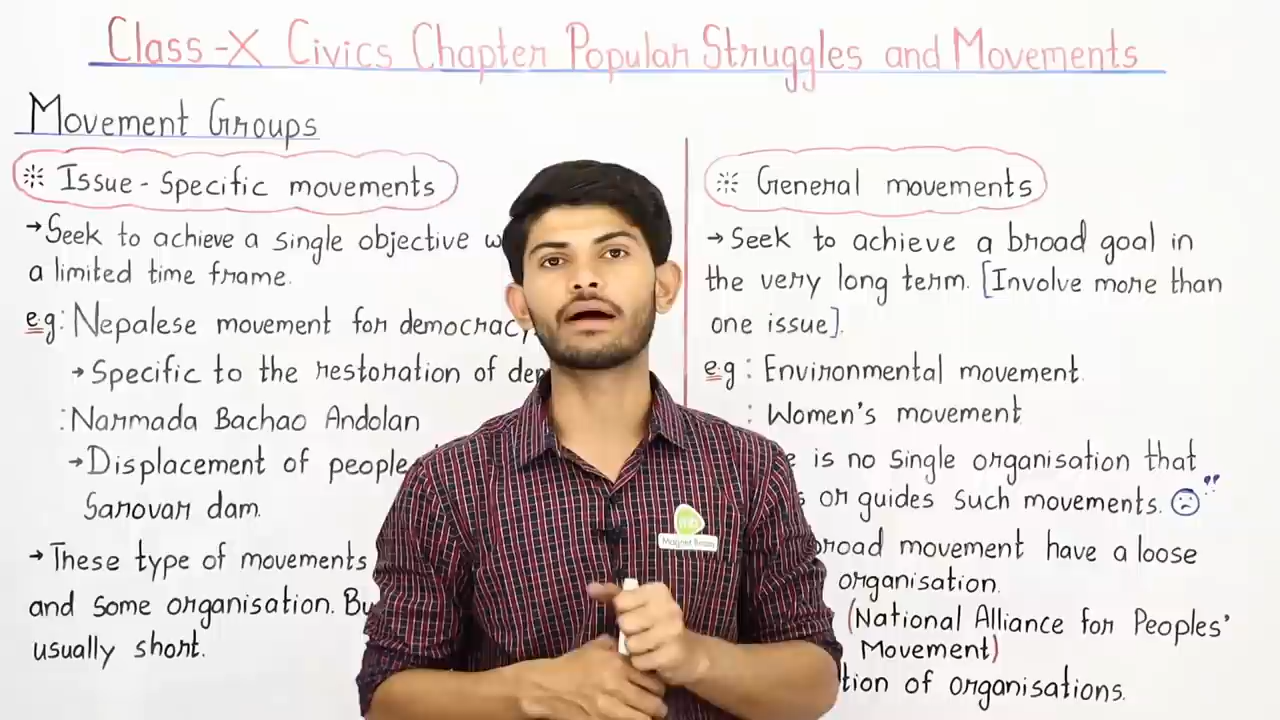 Class-X Civics Chapter Popular Struggles and Movements
Movement Groups
Issue-Specific movements
→Seek to achieve a single objective
a limited time frame.
e.g: Nepalese movement for democracy
→Specific to the restoration of
:Narmada Bachao Andolan
→Displacement of people
Sarovar dam.
→These type of movements
and some organisation.
usually short.
General movements
→Seek to achieve a broad goal in
the very long term. [Involve more than
one issue].
e.g: Environmental movement.
: Women's movement
is no single organisation that
or guides such movements.
broad movement have a loose
organisation.
(National Alliance for Peoples'
Movement)
of organisations.
Magnet Brains